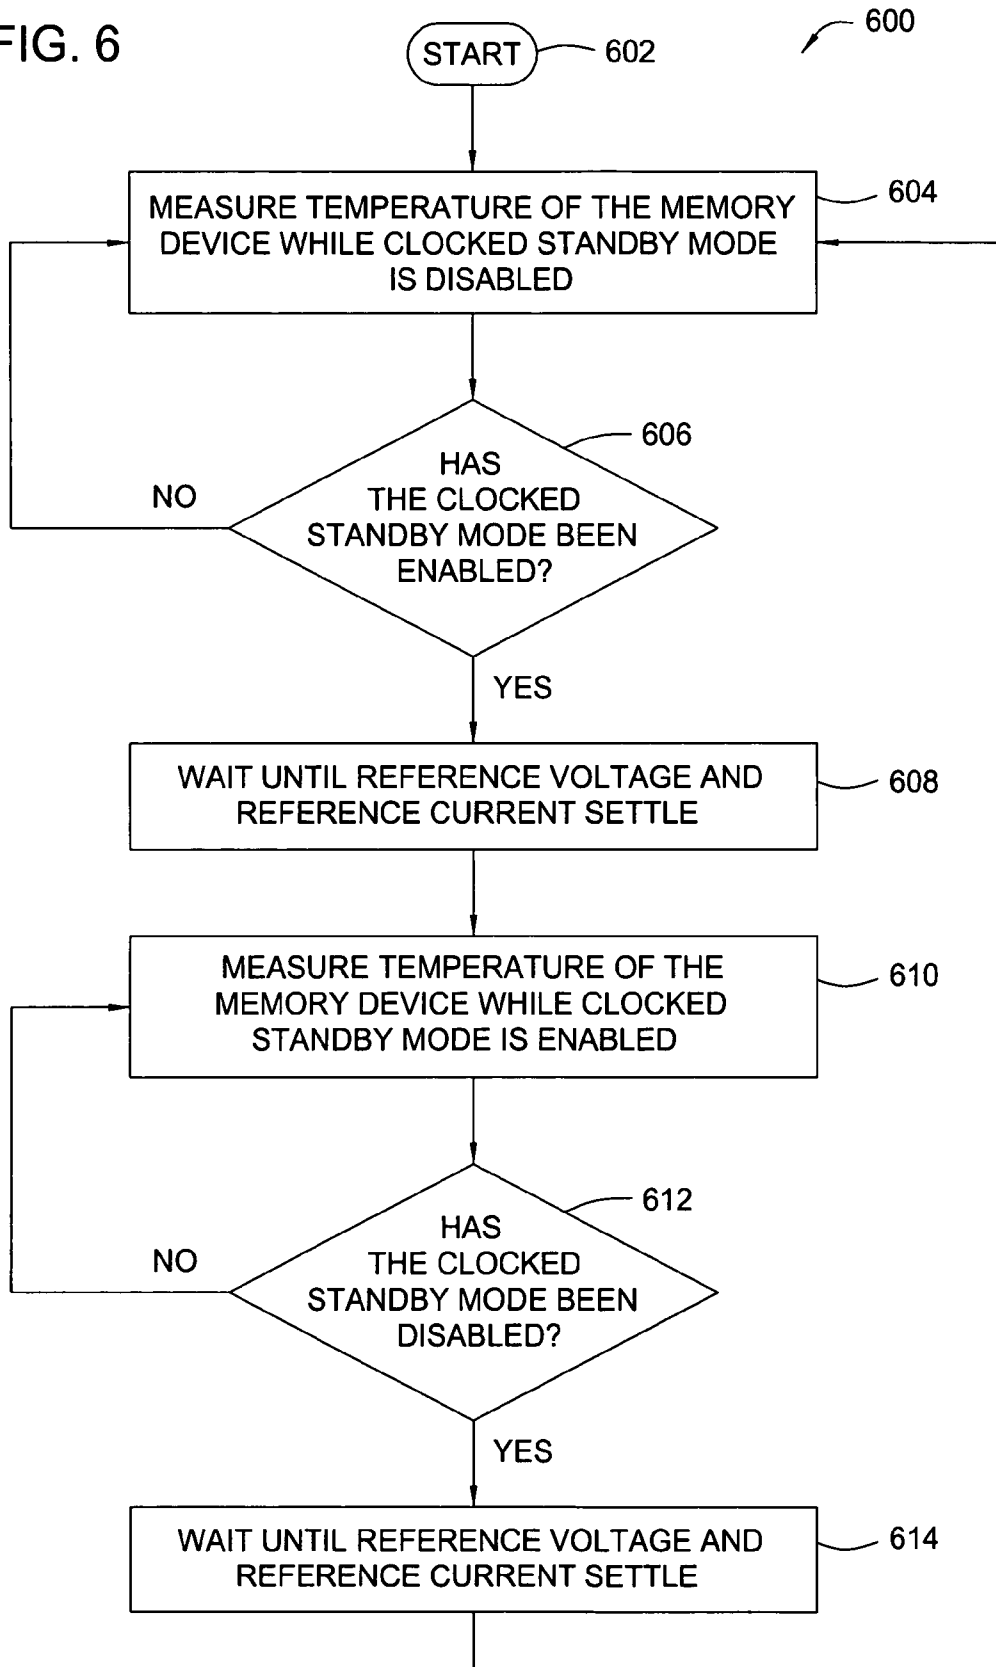 FIG. 6
600
START
602
604
MEASURE TEMPERATURE OF THE MEMORY
DEVICE WHILE CLOCKED STANDBY MODE
IS DISABLED
606
HAS
THE CLOCKED
STANDBY MODE BEEN
ENABLED?
NO
YES
WAIT UNTIL REFERENCE VOLTAGE AND
REFERENCE CURRENT SETTLE
608
MEASURE TEMPERATURE OF THE
MEMORY DEVICE WHILE CLOCKED
STANDBY MODE IS ENABLED
610
612
HAS
THE CLOCKED
STANDBY MODE BEEN
DISABLED?
NO
YES
WAIT UNTIL REFERENCE VOLTAGE AND
REFERENCE CURRENT SETTLE
614